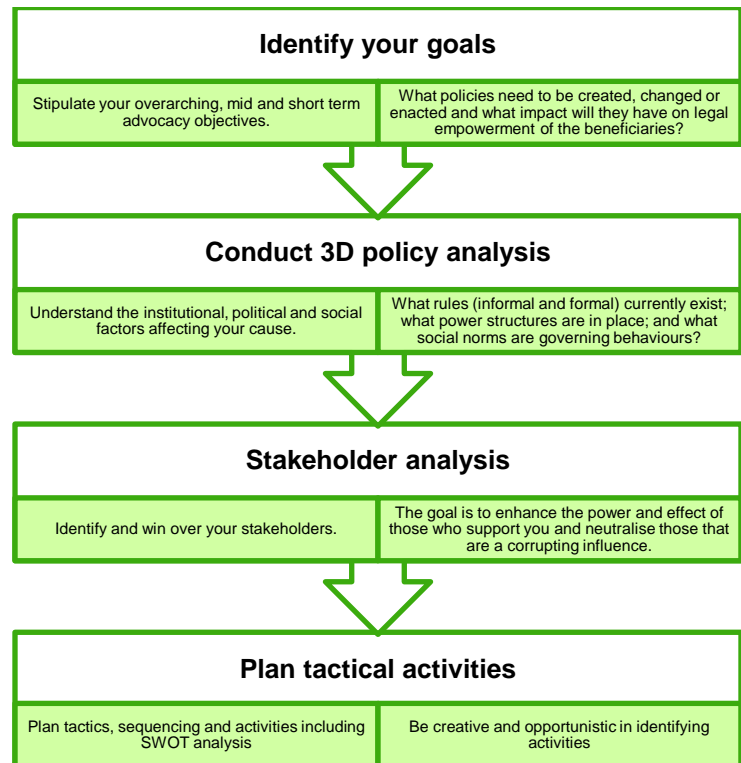 Identify your goals
Stipulate your overarching, mid and short term
advocacy objectives.
What policies need to be created, changed or
enacted and what impact will they have on legal
empowerment of the beneficiaries?
Conduct 3D policy analysis
Understand the institutional, political and social
factors affecting your cause.
What rules (informal and formal) currently exist;
what power structures are in place; and what
social norms are governing behaviours?
Stakeholder analysis
Identify and win over your stakeholders.
The goal is to enhance the power and effect of
those who support you and neutralise those that
are a corrupting influence.
Plan tactical activities
Plan tactics, sequencing and activities including
SWOT analysis
Be creative and opportunistic in identifying
activities